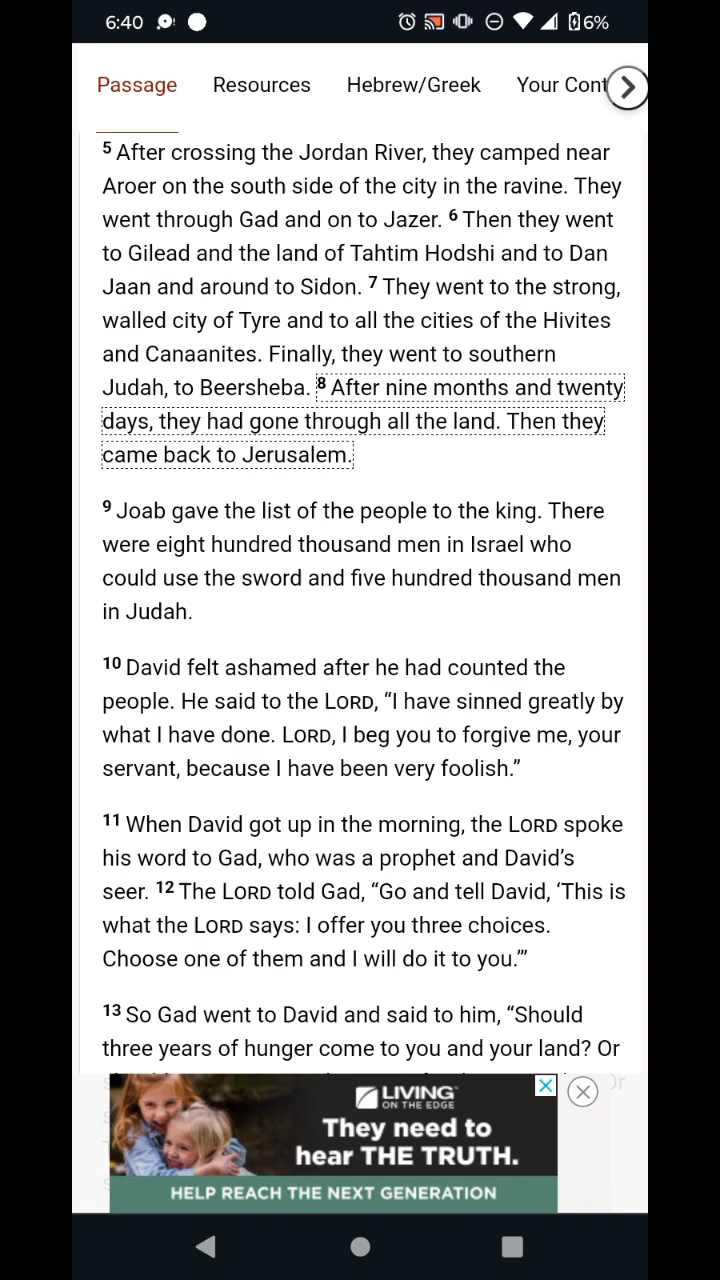 6:40
6%
Passage Resources Hebrew/Greek Your Cont
5 After crossing the Jordan River, they camped near
Aroer on the south side of the city in the ravine. They
went through Gad and on to Jazer. 6 Then they went
to Gilead and the land of Tahtim Hodshi and to Dan
Jaan and around to Sidon. 7 They went to the strong,
walled city of Tyre and to all the cities of the Hivites
and Canaanites. Finally, they went to southern
Judah, to Beersheba. 8 After nine months and twenty
days, they had gone through all the land. Then they
came back to Jerusalem.
9 Joab gave the list of the people to the king. There
were eight hundred thousand men in Israel who
could use the sword and five hundred thousand men
in Judah.
10 David felt ashamed after he had counted the
people. He said to the LORD, “I have sinned greatly by
what I have done. LORD, I beg you to forgive me, your
servant, because I have been very foolish.”
11 When David got up in the morning, the LORD spoke
his word to Gad, who was a prophet and David’s
seer. 12 The LORD told Gad, “Go and tell David, ‘This is
what the LORD says: I offer you three choices.
Choose one of them and I will do it to you.’”
13 So Gad went to David and said to him, “Should
three years of hunger come to you and your land? Or
LIVING
ON THE EDGE
They need to
hear THE TRUTH.
HELP REACH THE NEXT GENERATION